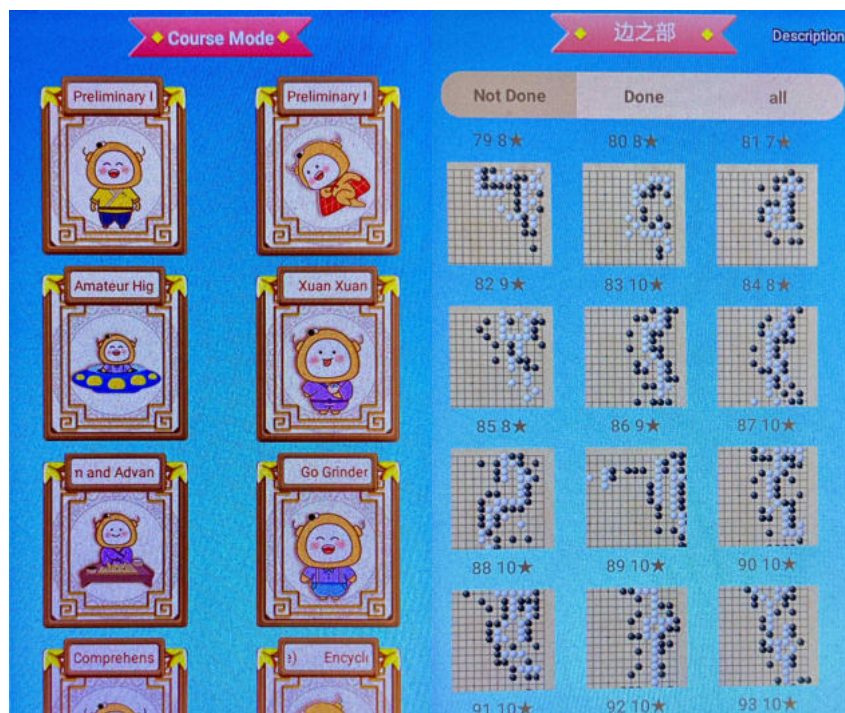 Course Mode
Preliminary I
Preliminary I
Amateur Hig
Xuan Xuan
n and Advan
Go Grinder
Comprehens
e) Encycl
边之部
Description
Not Done
Done
all
79 8★
80 8★
81 7★
82 9★
83 10★
84 8★
85 8★
86 9★
87 10★
88 10★
89 10★
90 10★
91 10★
92 10★
93 10★